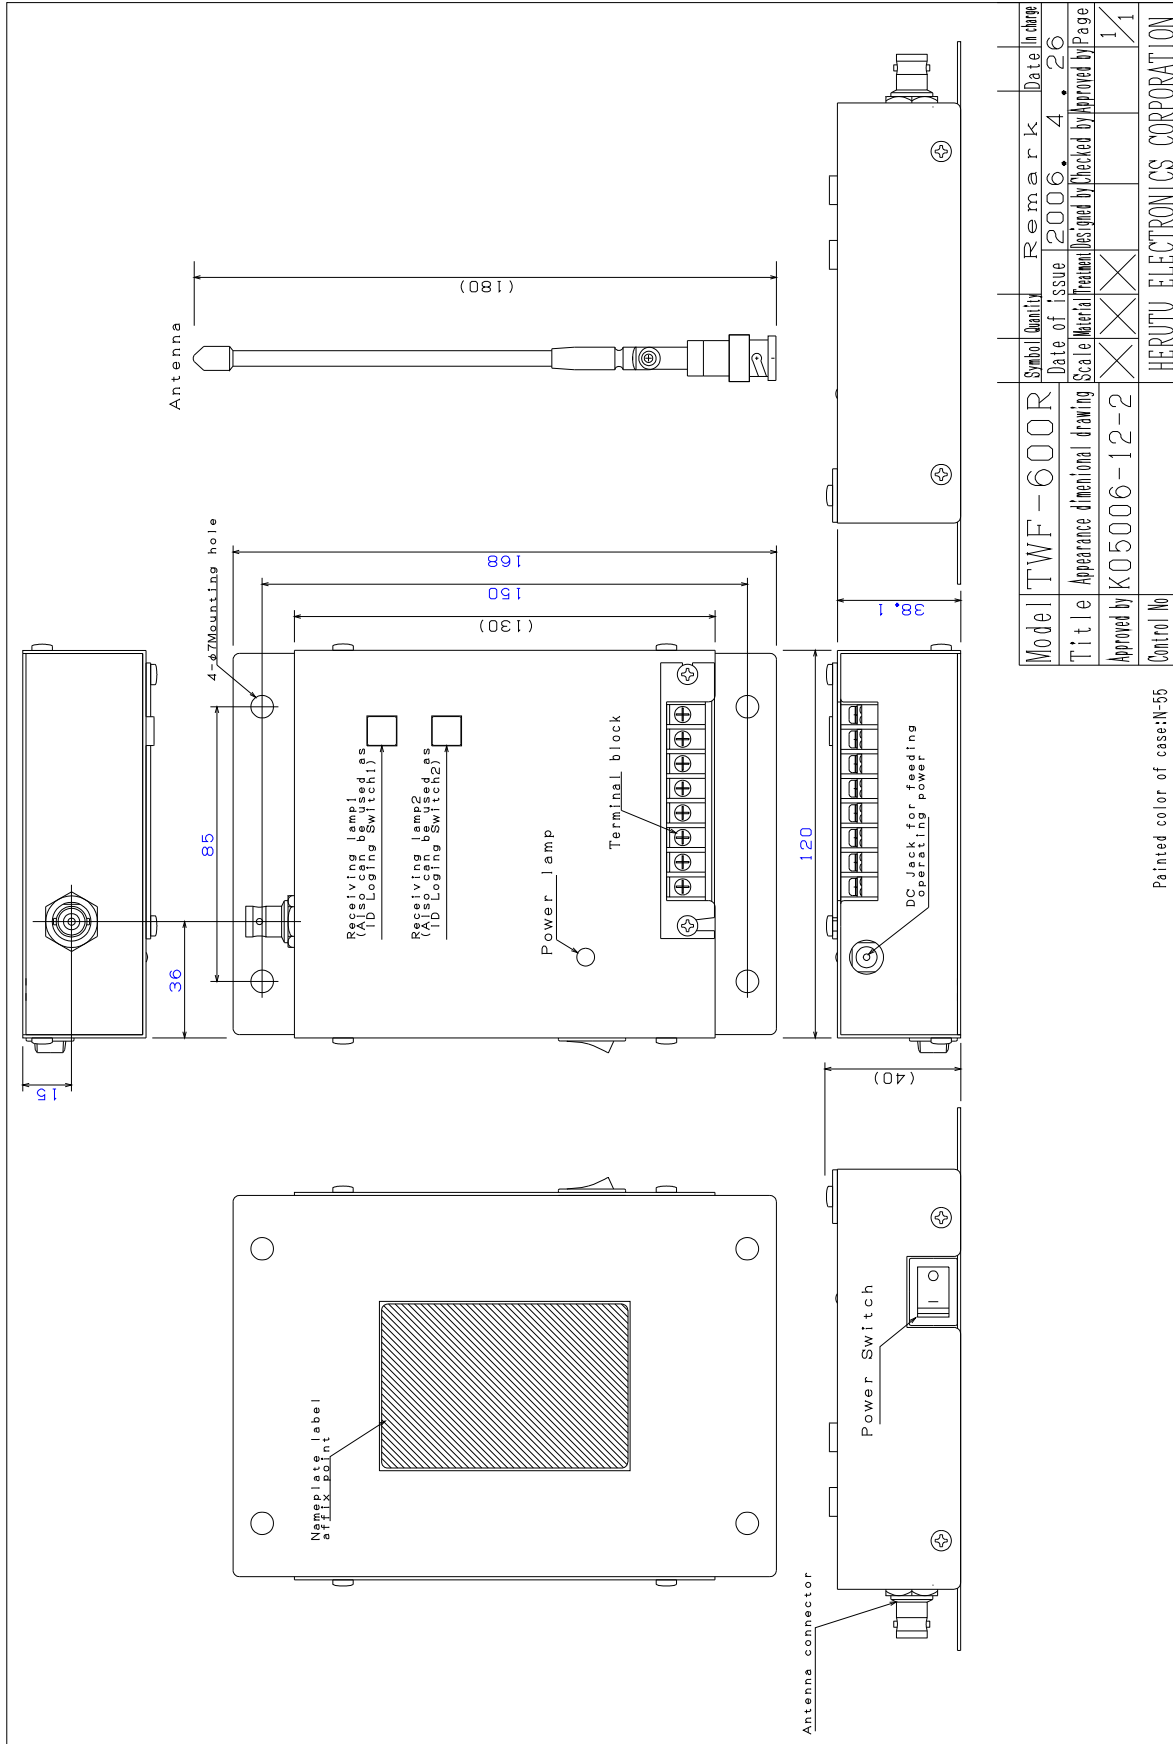 Antenna
(180)
4-φ7Mounting hole
168
150
(130)
85
36
15
Receiving lamp1
(Also can be used as
ID Loging Switch1)
Receiving lamp2
(Also can be used as
ID Loging Switch2)
Power lamp
Terminal block
38.1
120
DC Jack for feeding
operating power
(40)
Nameplate label
affix point
Power Switch
Antenna connector
Painted color of case:N-55
Model TWF-600R
Title Appearance dimenional drawing
Approved by K05006-12-2
Control No
Symbol Quantity Remark Date In charge
Date of issue 2006. 4. 26
Scale Material Treatment Designed by Checked by Approved by Page
1/1
HERUTU ELECTRONICS CORPORATION